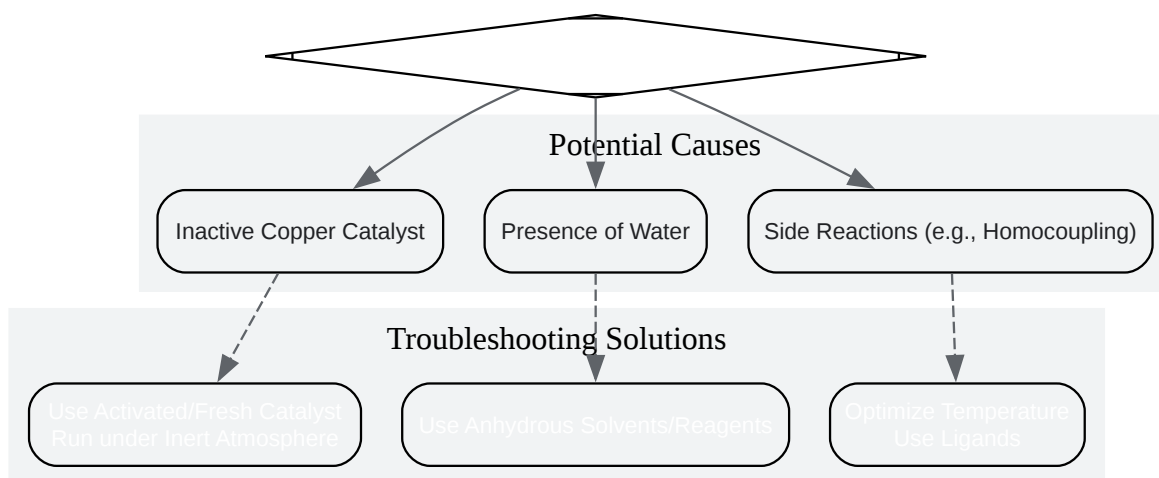 Potential Causes
Inactive Copper Catalyst
Presence of Water
Side Reactions (e.g., Homocoupling)
Troubleshooting Solutions
Use Activated/Fresh Catalyst
Run under Inert Atmosphere
Use Anhydrous Solvents/Reagents
Optimize Temperature
Use Ligands